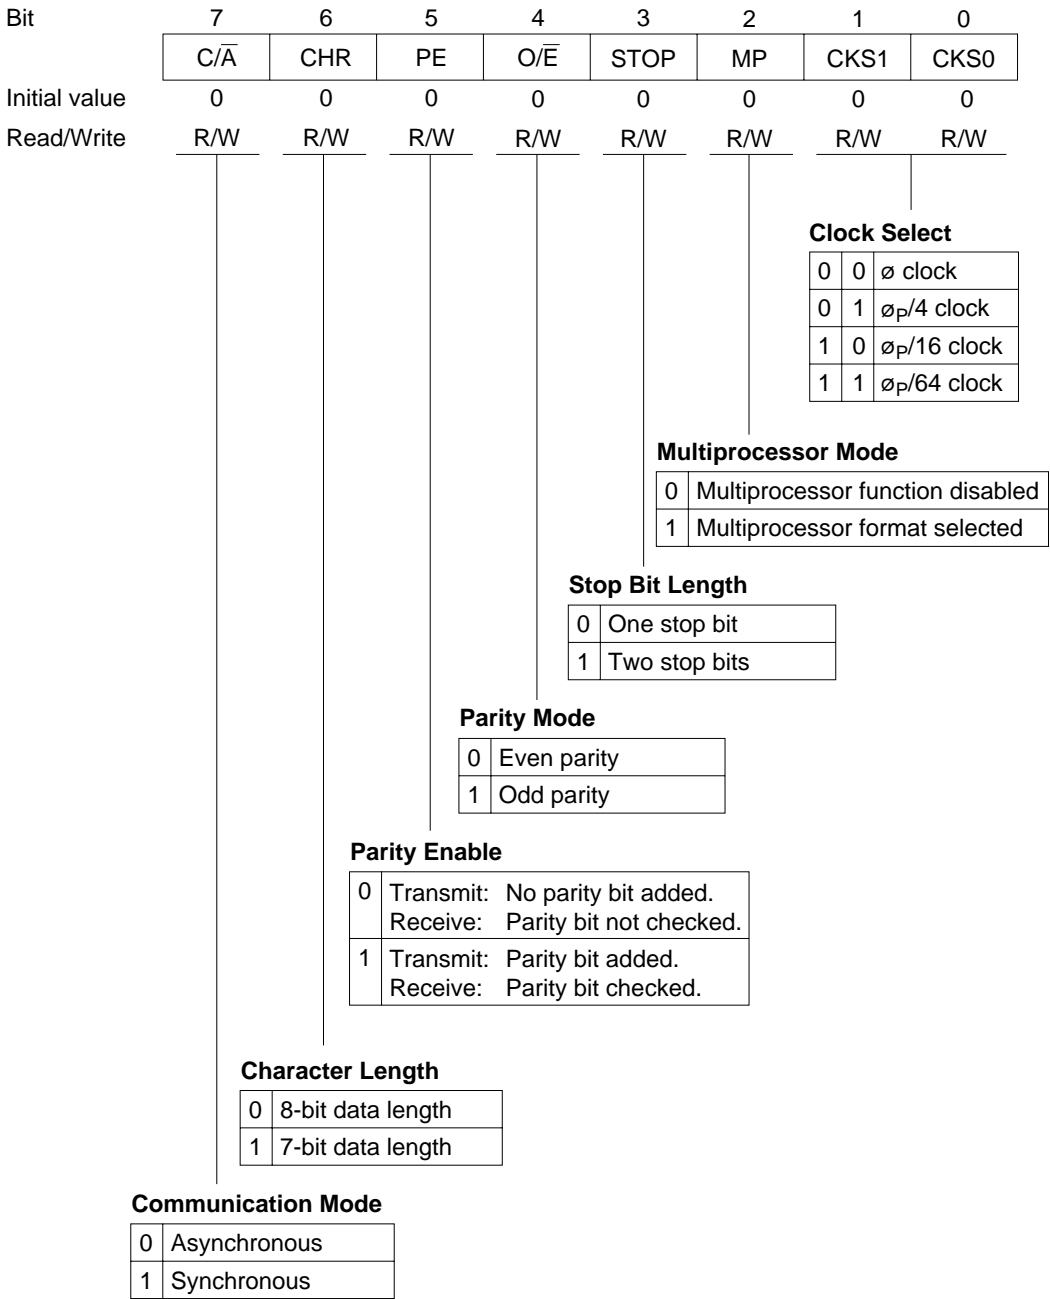 Bit 7 6 5 4 3 2 1 0
C/A̅ CHR PE O/E̅ STOP MP CKS1 CKS0
Initial value 0 0 0 0 0 0 0 0
Read/Write R/W R/W R/W R/W R/W R/W R/W R/W
Clock Select
0 0 ø clock
0 1 øP/4 clock
1 0 øP/16 clock
1 1 øP/64 clock
Multiprocessor Mode
0 Multiprocessor function disabled
1 Multiprocessor format selected
Stop Bit Length
0 One stop bit
1 Two stop bits
Parity Mode
0 Even parity
1 Odd parity
Parity Enable
0 Transmit: No parity bit added.
Receive: Parity bit not checked.
1 Transmit: Parity bit added.
Receive: Parity bit checked.
Character Length
0 8-bit data length
1 7-bit data length
Communication Mode
0 Asynchronous
1 Synchronous